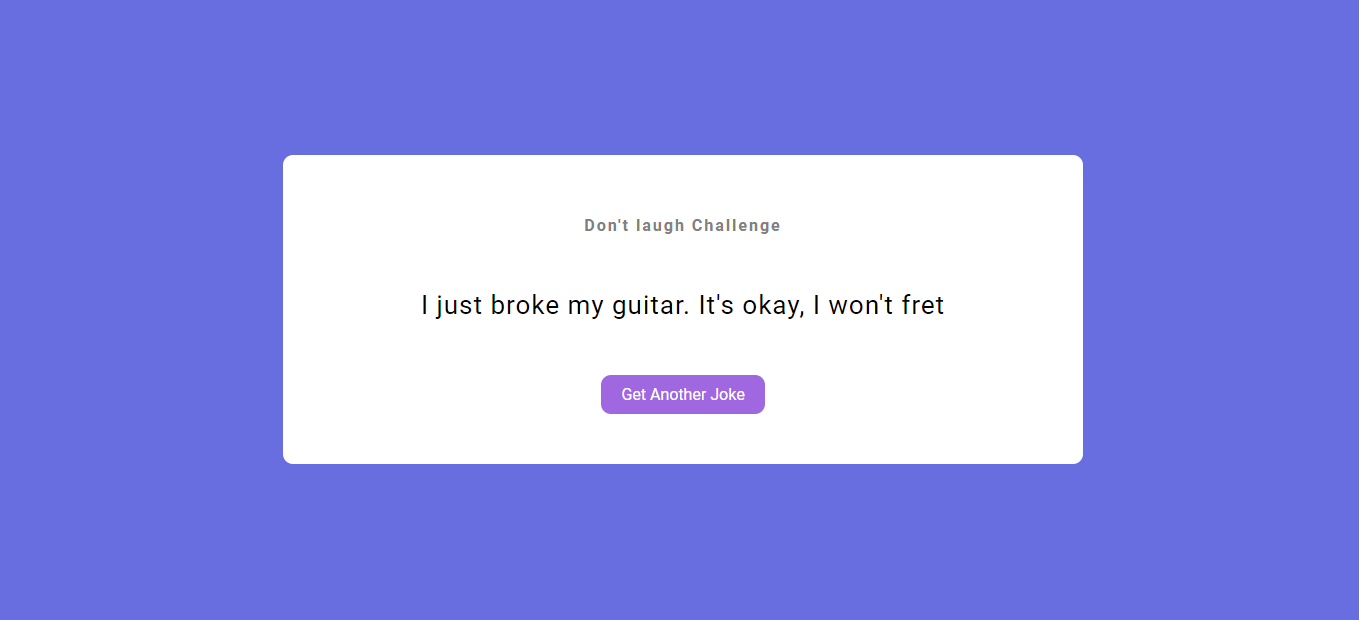 Don't laugh Challenge
I just broke my guitar. It's okay, I won't fret
Get Another Joke